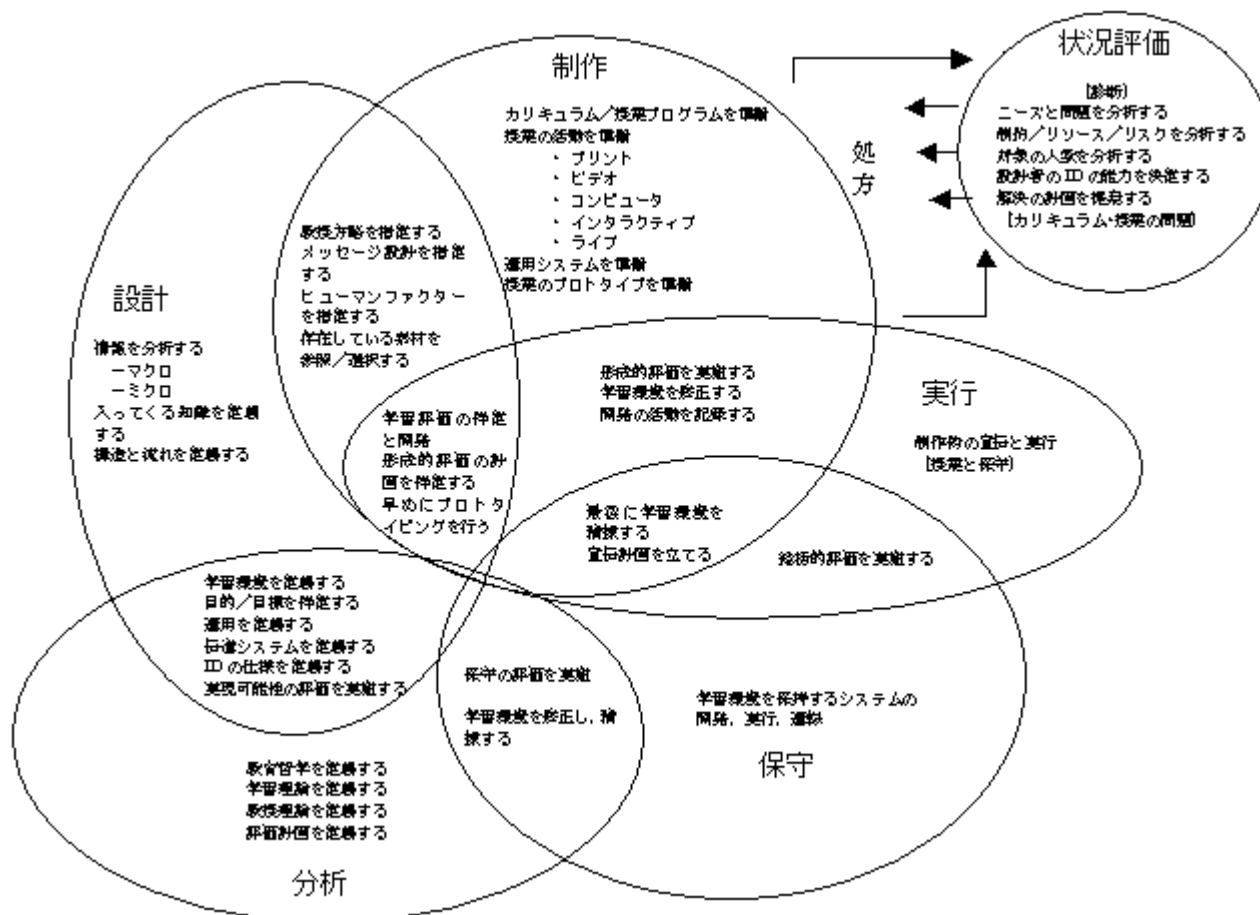 状況評価
[診断]
ニーズと問題を分析する
制約/リソース/リスクを分析する
対象の人数を分析する
設計者のIDの能力を決定する
解決の計画を提案する
[カリキュラム・授業の問題]
処
方
制作
カリキュラム/授業プログラムを準備
授業の活動を準備
・ プリント
・ ビデオ
・ コンピュータ
・ インタラクティブ
・ ライブ
運用システムを準備
授業のプロトタイプを準備
教授方略を指定する
メッセージ設計を指定
する
ヒューマンファクター
を指定する
存在している素材を
参照/選択する
設計
情報を分析する
ーマクロ
ーミクロ
入ってくる知識を定義
する
構造と流れを定義する
学習評価の特定
と開発
形成的評価の計
画を特定する
早めにプロトタ
イピングを行う
形成的評価を実施する
学習環境を修正する
開発の活動を記録する
実行
制作物の宣伝と実行
[授業と保守]
最後に学習環境を
する
宣伝計画を立てる
総括的評価を実施する
学習環境を定義する
目的/目標を特定する
運用を定義する
伝達システムを定義する
IDの仕様を定義する
実現可能性の評価を実施する
保守の評価を実施
学習環境を修正し,
する
学習環境を保持するシステムの
開発, 実行,
保守
教育哲学を定義する
学習理論を定義する
教授理論を定義する
評価計画を定義する
分析